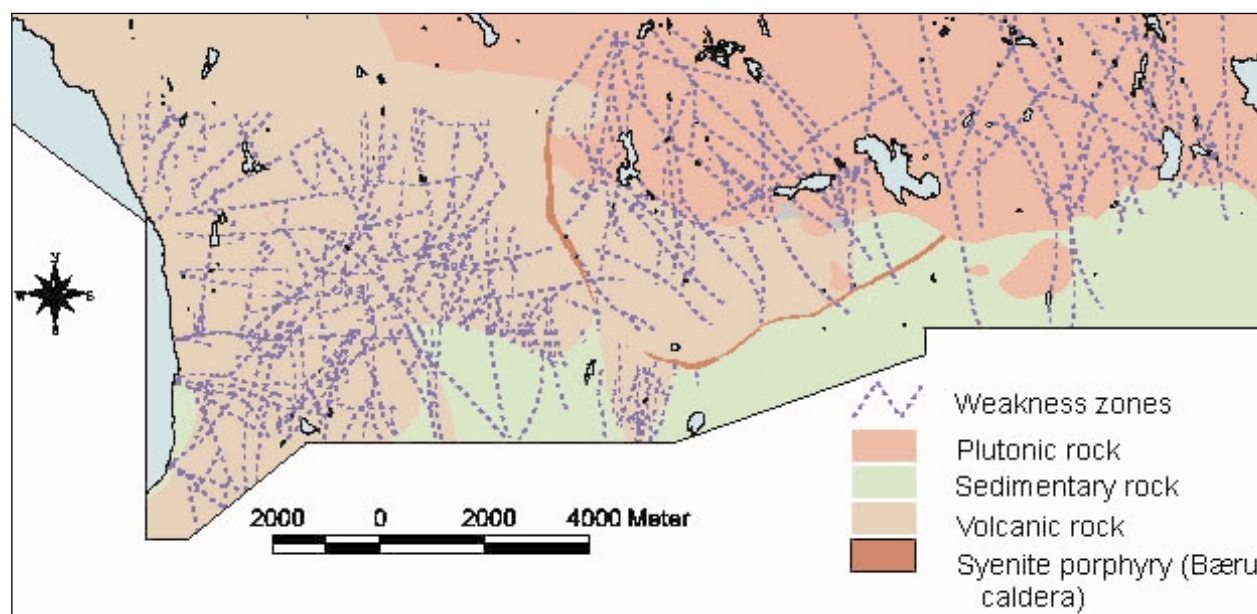 Weakness zones
Plutonic rock
Sedimentary rock
Volcanic rock
Syenite porphyry (Bæru
caldera)
2000 0 2000 4000 Meter